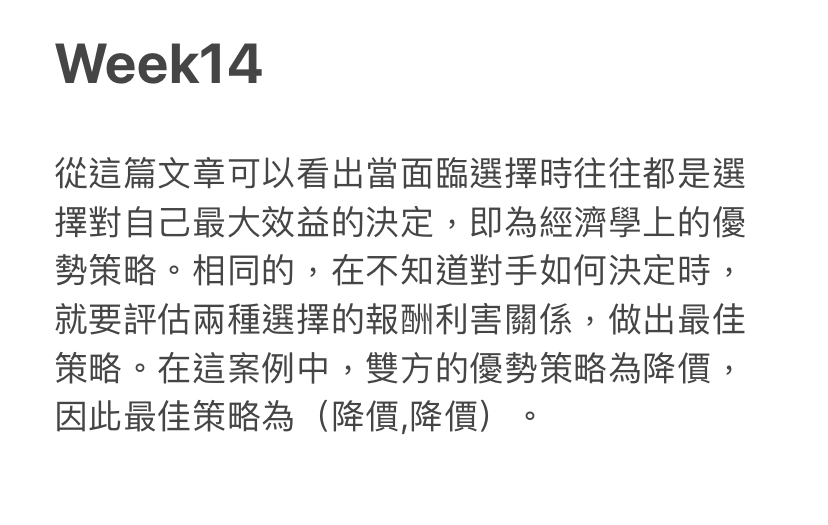 Week14
從這篇文章可以看出當面臨選擇時往往都是選
擇對自己最大效益的決定，即為經濟學上的優
勢策略。相同的，在不知道對手如何決定時，
就要評估兩種選擇的報酬利害關係，做出最佳
策略。在這案例中，雙方的優勢策略為降價，
因此最佳策略為（降價,降價）。